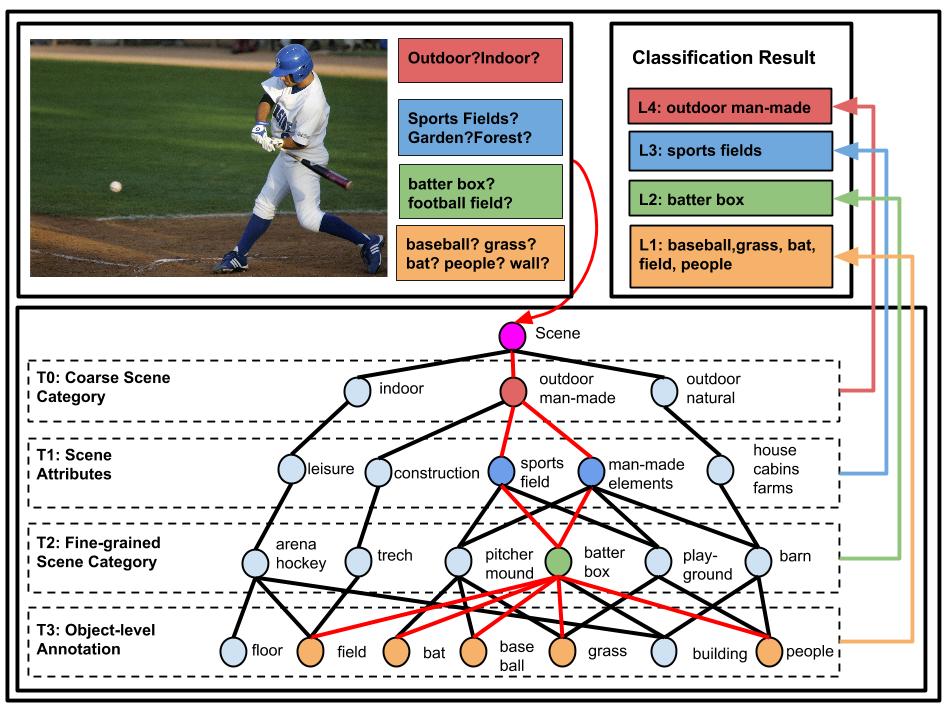 Outdoor?Indoor?
Sports Fields?
Garden?Forest?
batter box?
football field?
baseball? grass?
bat? people? wall?
Classification Result
L4: outdoor man-made
L3: sports fields
L2: batter box
L1: baseball,grass, bat,
field, people
Scene
T0: Coarse Scene
Category
indoor
outdoor
man-made
outdoor
natural
T1: Scene
Attributes
leisure
construction
sports
field
man-made
elements
house
cabins
farms
T2: Fine-grained
Scene Category
arena
hockey
trech
pitcher
mound
batter
box
play-
ground
barn
T3: Object-level
Annotation
floor
field
bat
base
ball
grass
building
people